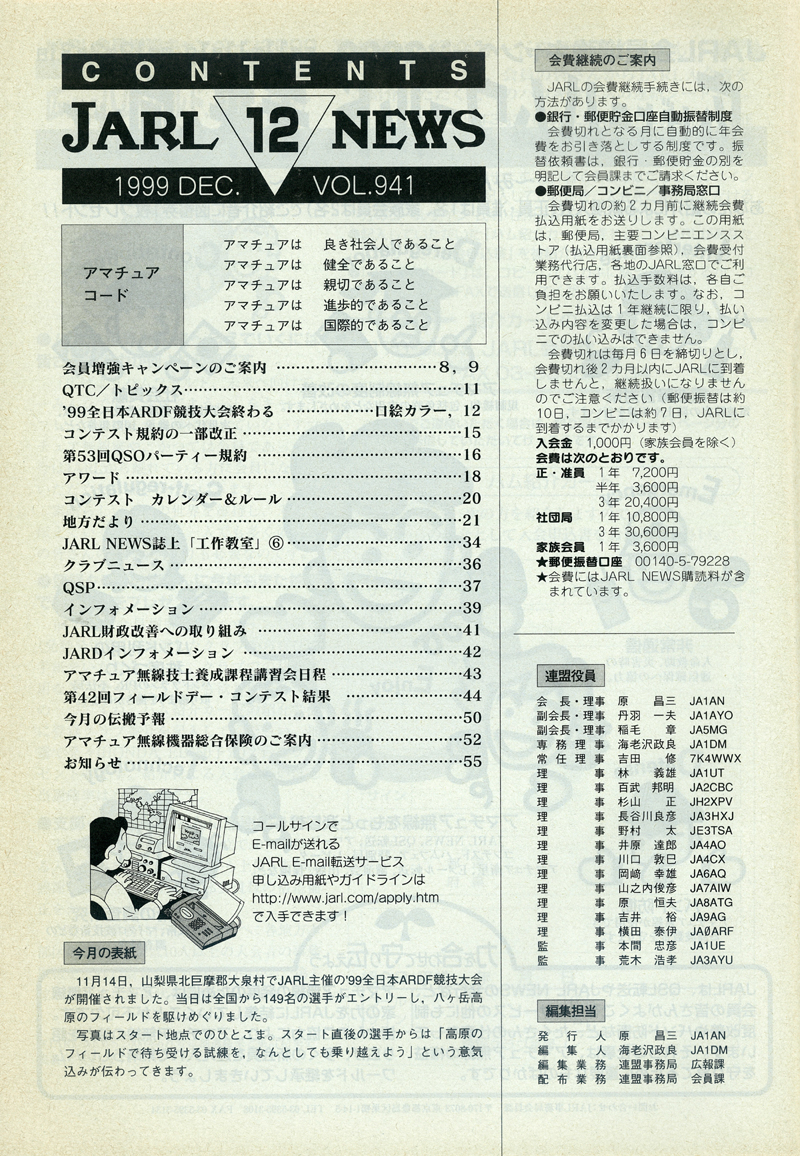 CONTENTS
JARL 12 NEWS
1999 DEC. VOL.941
アマチュア
コード
アマチュアは 良き社会人であること
アマチュアは 健全であること
アマチュアは 親切であること
アマチュアは 進歩的であること
アマチュアは 国際的であること
会員増強キャンペーンのご案内 …………………………8，9
QTC／トピックス……………………………………………11
'99全日本ARDF競技大会終わる ……………口絵カラー，12
コンテスト規約の一部改正……………………………………15
第53回QSOパーティー規約 …………………………………16
アワード…………………………………………………………18
コンテスト カレンダー＆ルール……………………………20
地方だより………………………………………………………21
JARL NEWS誌上「工作教室」⑥……………………………34
クラブニュース…………………………………………………36
QSP………………………………………………………………37
インフォメーション……………………………………………39
JARL財政改善への取り組み …………………………………41
JARDインフォメーション……………………………………42
アマチュア無線技士養成課程講習会日程……………………43
第42回フィールドデー・コンテスト結果 …………………44
今月の伝搬予報…………………………………………………50
アマチュア無線機器総合保険のご案内………………………52
お知らせ…………………………………………………………55
コールサインで
E-mailが送れる
JARL E-mail転送サービス
申し込み用紙やガイドラインは
http://www.jarl.com/apply.htm
で入手できます！
今月の表紙
11月14日，山梨県北巨摩郡大泉村でJARL主催の'99全日本ARDF競技大会
が開催されました。当日は全国から149名の選手がエントリーし，八ヶ岳高
原のフィールドを駆けめぐりました。
写真はスタート地点でのひとこま。スタート直後の選手からは「高原の
フィールドで待ち受ける試練を，なんとしても乗り越えよう」という意気
込みが伝わってきます。
会費継続のご案内
JARLの会費継続手続きには，次の
方法があります。
●銀行・郵便貯金口座自動振替制度
会費切れとなる月に自動的に年会
費をお引き落としする制度です。振
替依頼書は，銀行・郵便貯金の別を
明記して会員課までご請求ください。
●郵便局／コンビニ／事務局窓口
会費切れの約２カ月前に継続会費
払込用紙をお送りします。この用紙
は，郵便局，主要コンビニエンスス
トア（払込用紙裏面参照），会費受付
業務代行店，各地のJARL窓口でご利
用できます。払込手数料は，各自ご
負担をお願いいたします。なお，コ
ンビニ払込は１年継続に限り，払い
込み内容を変更した場合は，コンビ
ニでの払い込みはできません。
会費切れは毎月６日を締切りとし，
会費切れ後２カ月以内にJARLに到着
しませんと，継続扱いになりません
のでご注意ください（郵便振替は約
10日，コンビニは約７日，JARLに
到着するまでかかります）
入会金 1,000円（家族会員を除く）
会費は次のとおりです。
正・准員 １年 7,200円
半年 3,600円
３年 20,400円
社団局 １年 10,800円
３年 30,600円
家族会員 １年 3,600円
★郵便振替口座 00140-5-79228
★会費にはJARL NEWS購読料が含
まれています。
連盟役員
会長・理事 原 昌三 JA1AN
副会長・理事 丹羽 一夫 JA1AYO
副会長・理事 稲毛 章 JA5MG
専務理事 海老沢政良 JA1DM
常任理事 吉田 修 7K4WWX
理事 林 義雄 JA1UT
理事 百武 邦明 JA2CBC
理事 杉山 正 JH2XPV
理事 長谷川良彦 JA3HXJ
理事 野村 太 JE3TSA
理事 井原 達郎 JA4AO
理事 川口 敦巳 JA4CX
理事 岡﨑 幸雄 JA6AQ
理事 山之内俊彦 JA7AIW
理事 原 恒夫 JA8ATG
理事 吉井 裕 JA9AG
理事 横田 泰伊 JA0ARF
監事 本間 忠彦 JA1UE
監事 荒木 浩孝 JA3AYU
編集担当
発行人 原 昌三 JA1AN
編集人 海老沢政良 JA1DM
編集業務 連盟事務局 広報課
配布業務 連盟事務局 会員課